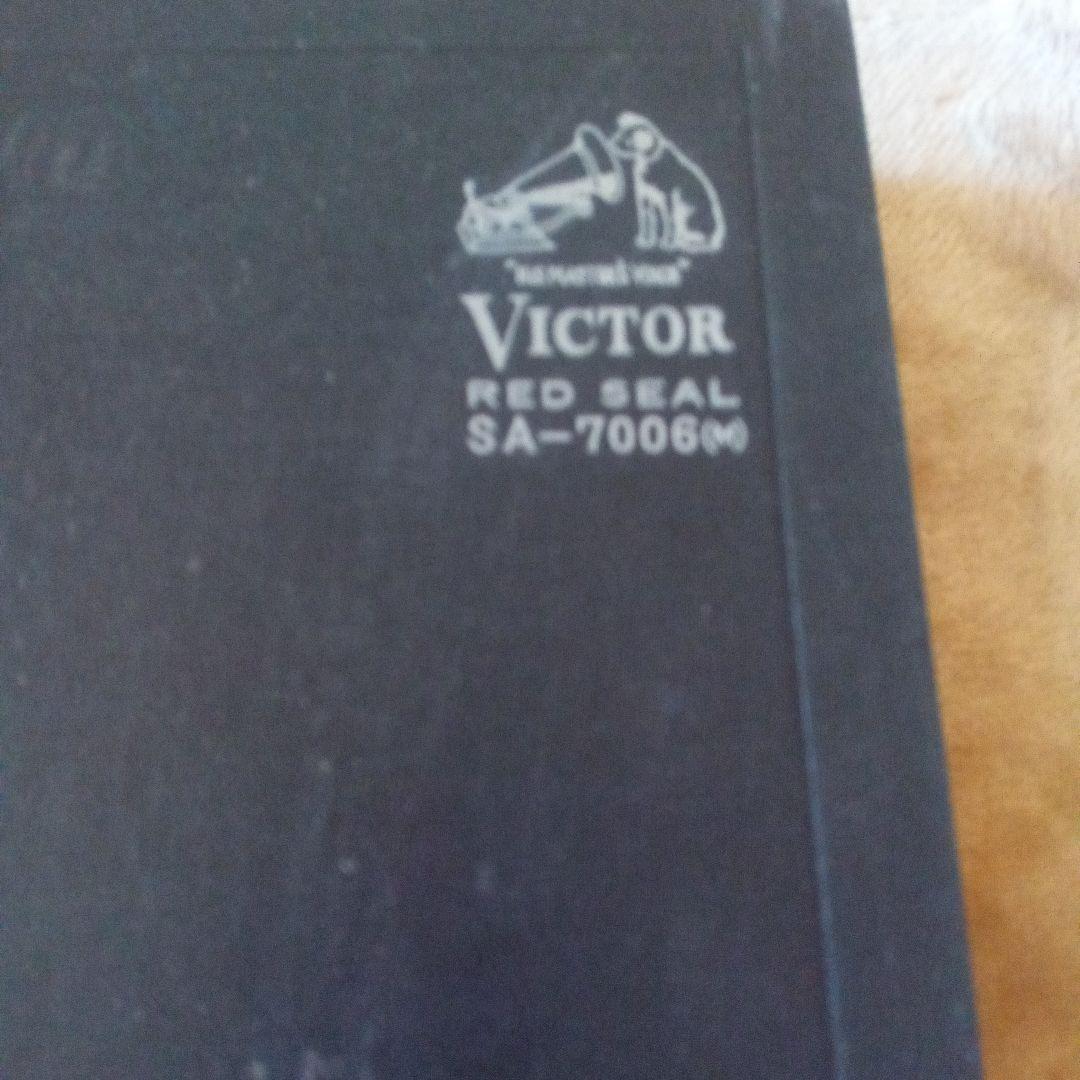 "HIS MASTER'S VOICE"
VICTOR
RED SEAL
SA-7006(M)